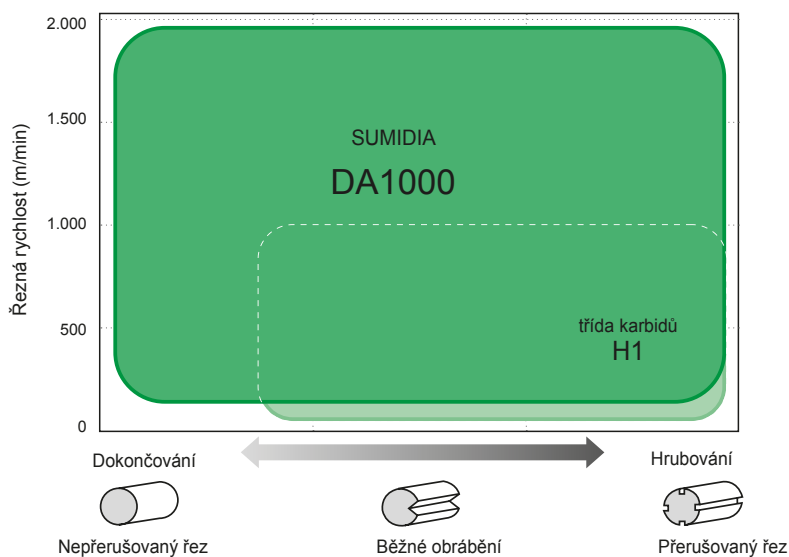 2.000
1.500
1.000
500
0
Řezná rychlost (m/min)
SUMIDIA
DA1000
třída karbidů
H1
Dokončování
Hrubování
Nepřerušovaný řez
Běžné obrábění
Přerušovaný řez